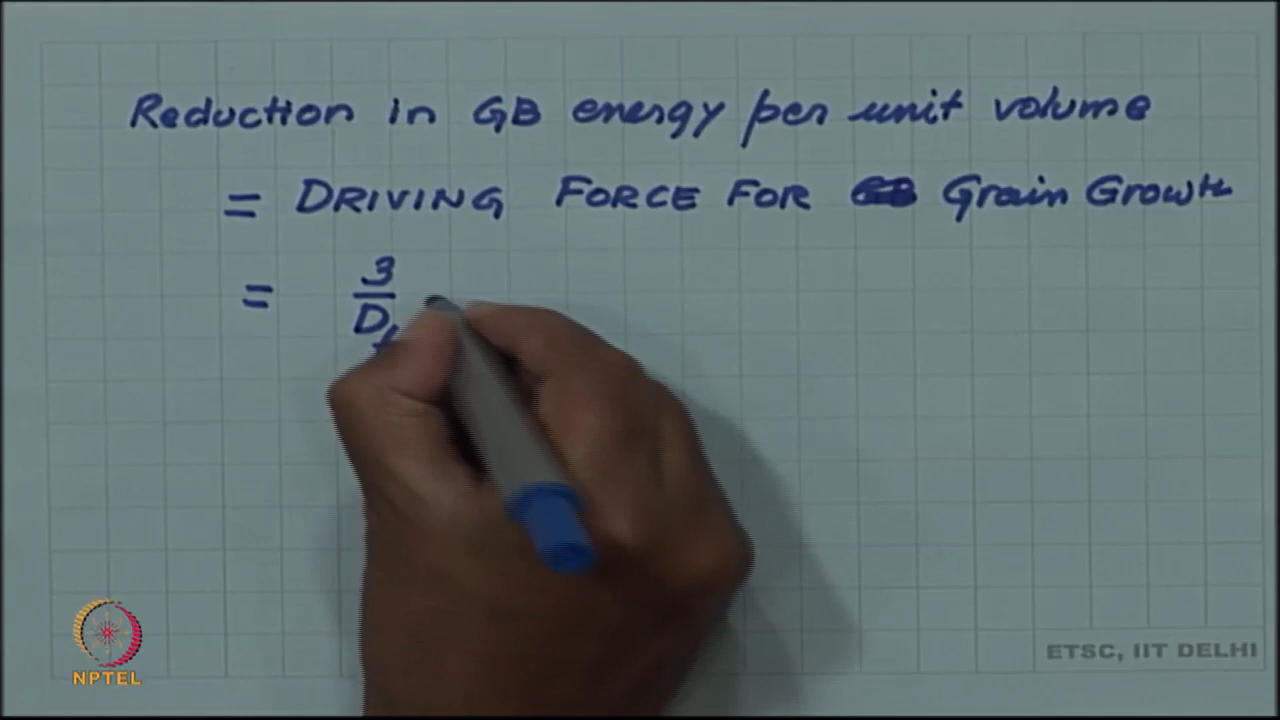 Reduction in GB energy per unit volume
= DRIVING FORCE FOR Grain Growth
= 3
D
NPTEL
ETSC, IIT DELHI